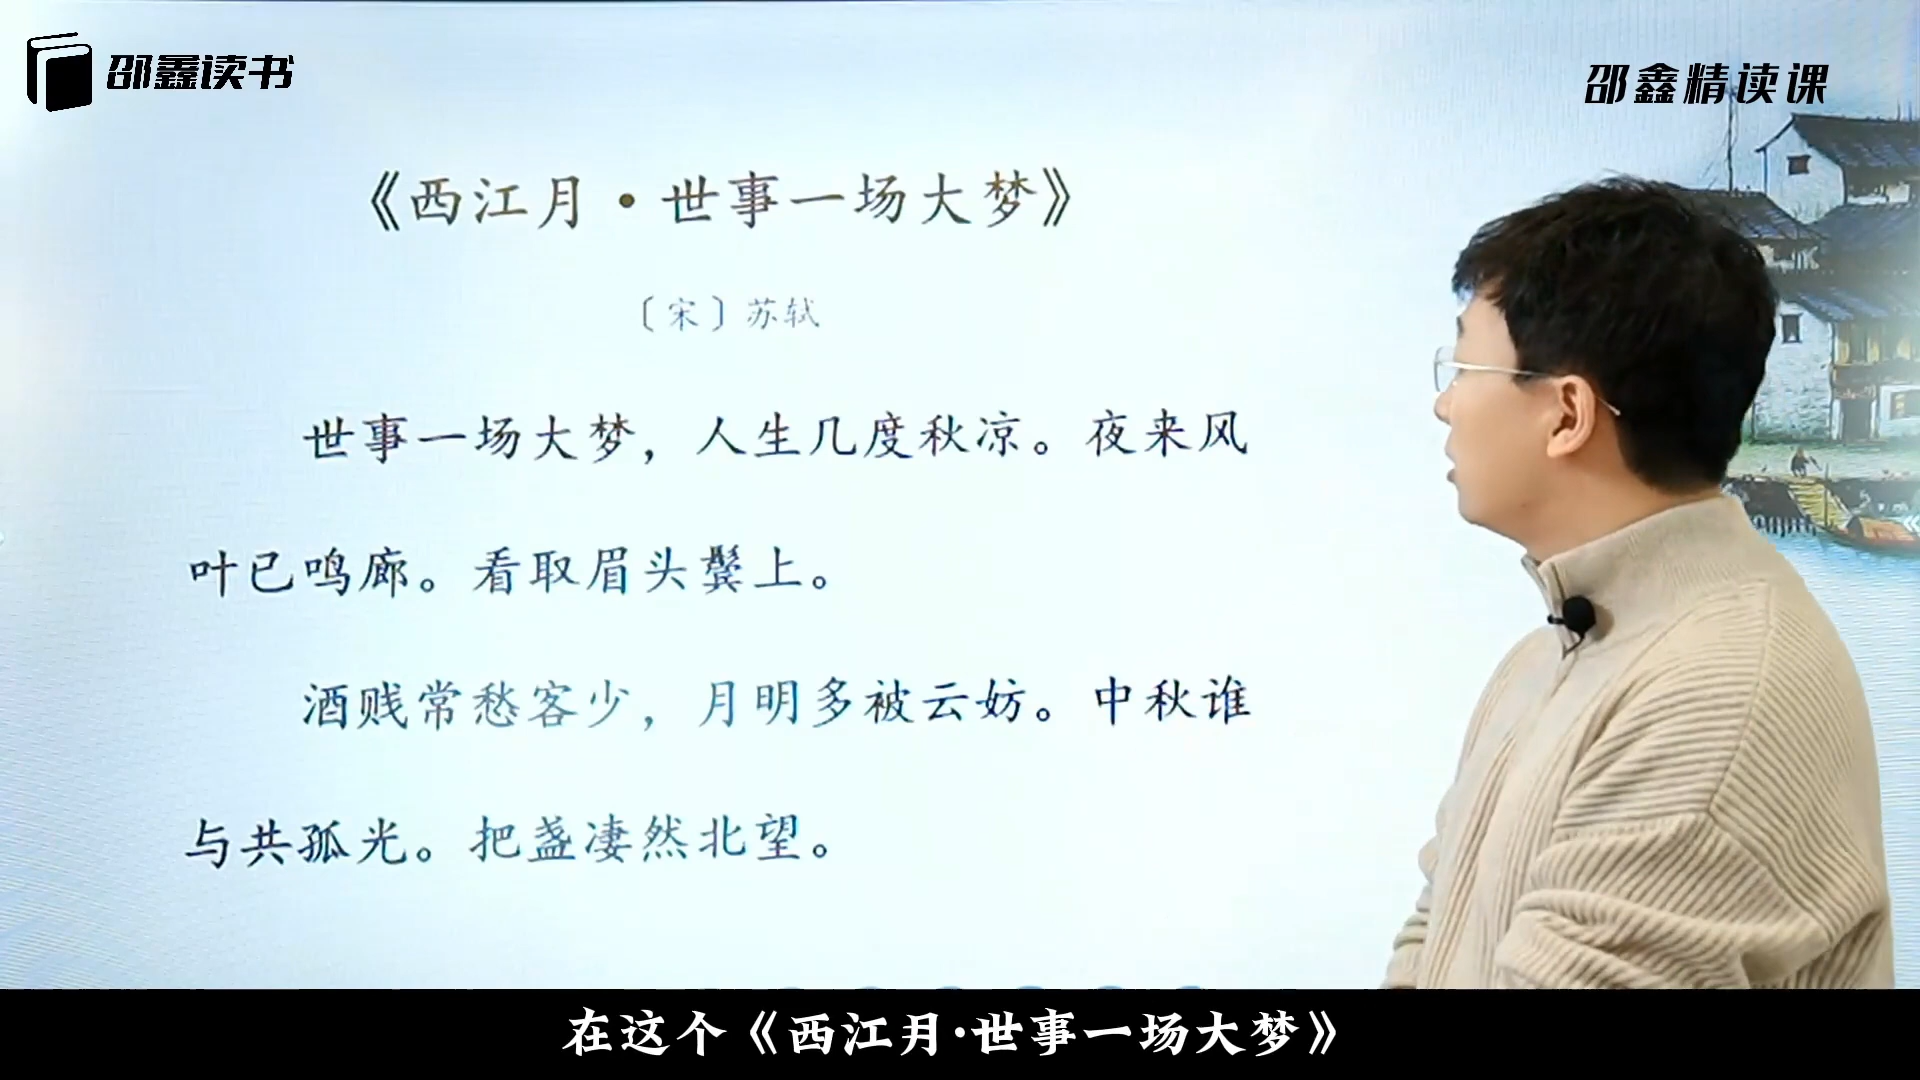 邵鑫读书
邵鑫精读课
《西江月·世事一场大梦》
〔宋〕苏轼
世事一场大梦，人生几度秋凉。夜来风
叶已鸣廊。看取眉头鬓上。
酒贱常愁客少，月明多被云妨。中秋谁
与共孤光。把盏凄然北望。
在这个《西江月·世事一场大梦》